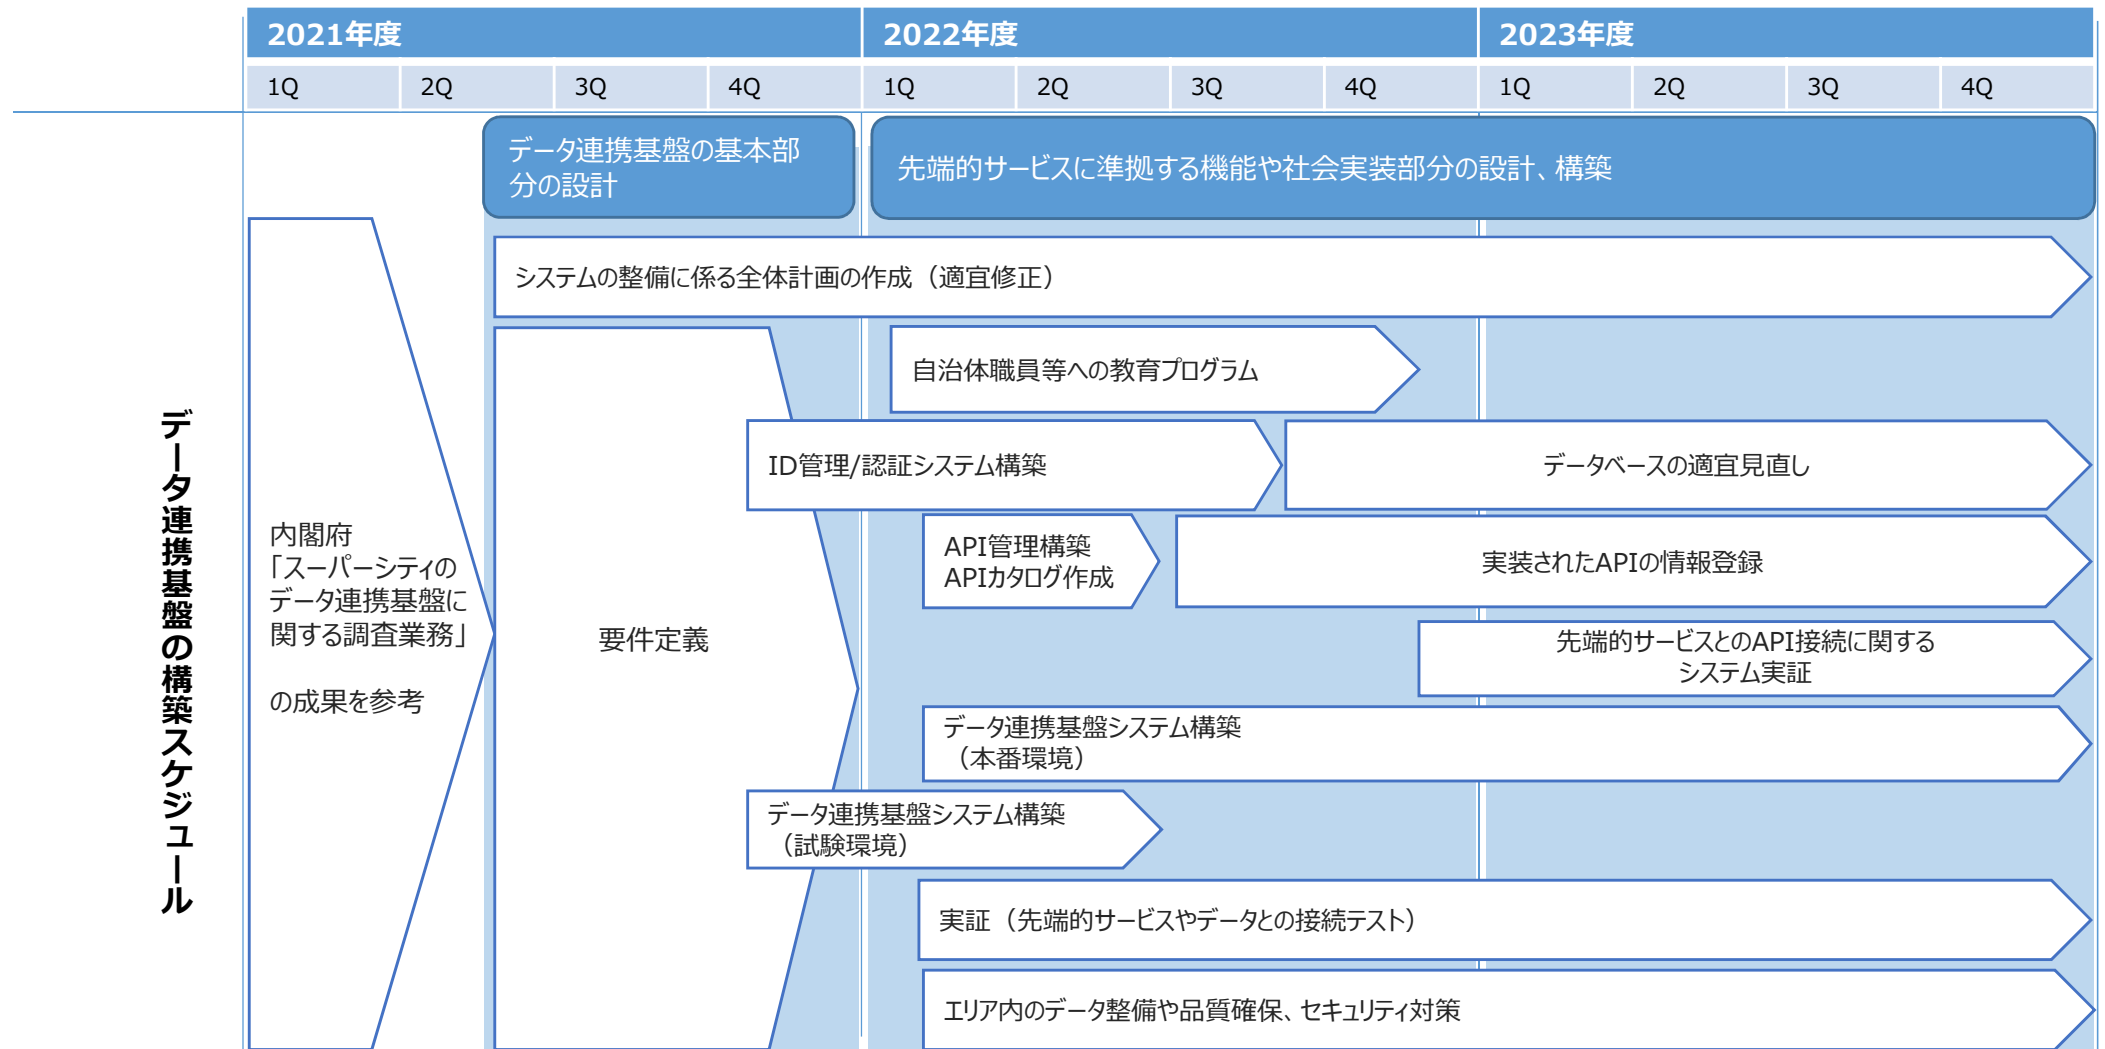 2021年度
2022年度
2023年度
1Q
2Q
3Q
4Q
1Q
2Q
3Q
4Q
1Q
2Q
3Q
4Q
データ連携基盤の構築スケジュール
データ連携基盤の基本部
分の設計
先端的サービスに準拠する機能や社会実装部分の設計、構築
内閣府
「スーパーシティの
データ連携基盤に
関する調査業務」
の成果を参考
システムの整備に係る全体計画の作成（適宜修正）
要件定義
自治体職員等への教育プログラム
ID管理/認証システム構築
データベースの適宜見直し
API管理構築
APIカタログ作成
実装されたAPIの情報登録
先端的サービスとのAPI接続に関する
システム実証
データ連携基盤システム構築
（本番環境）
データ連携基盤システム構築
（試験環境）
実証（先端的サービスやデータとの接続テスト）
エリア内のデータ整備や品質確保、セキュリティ対策